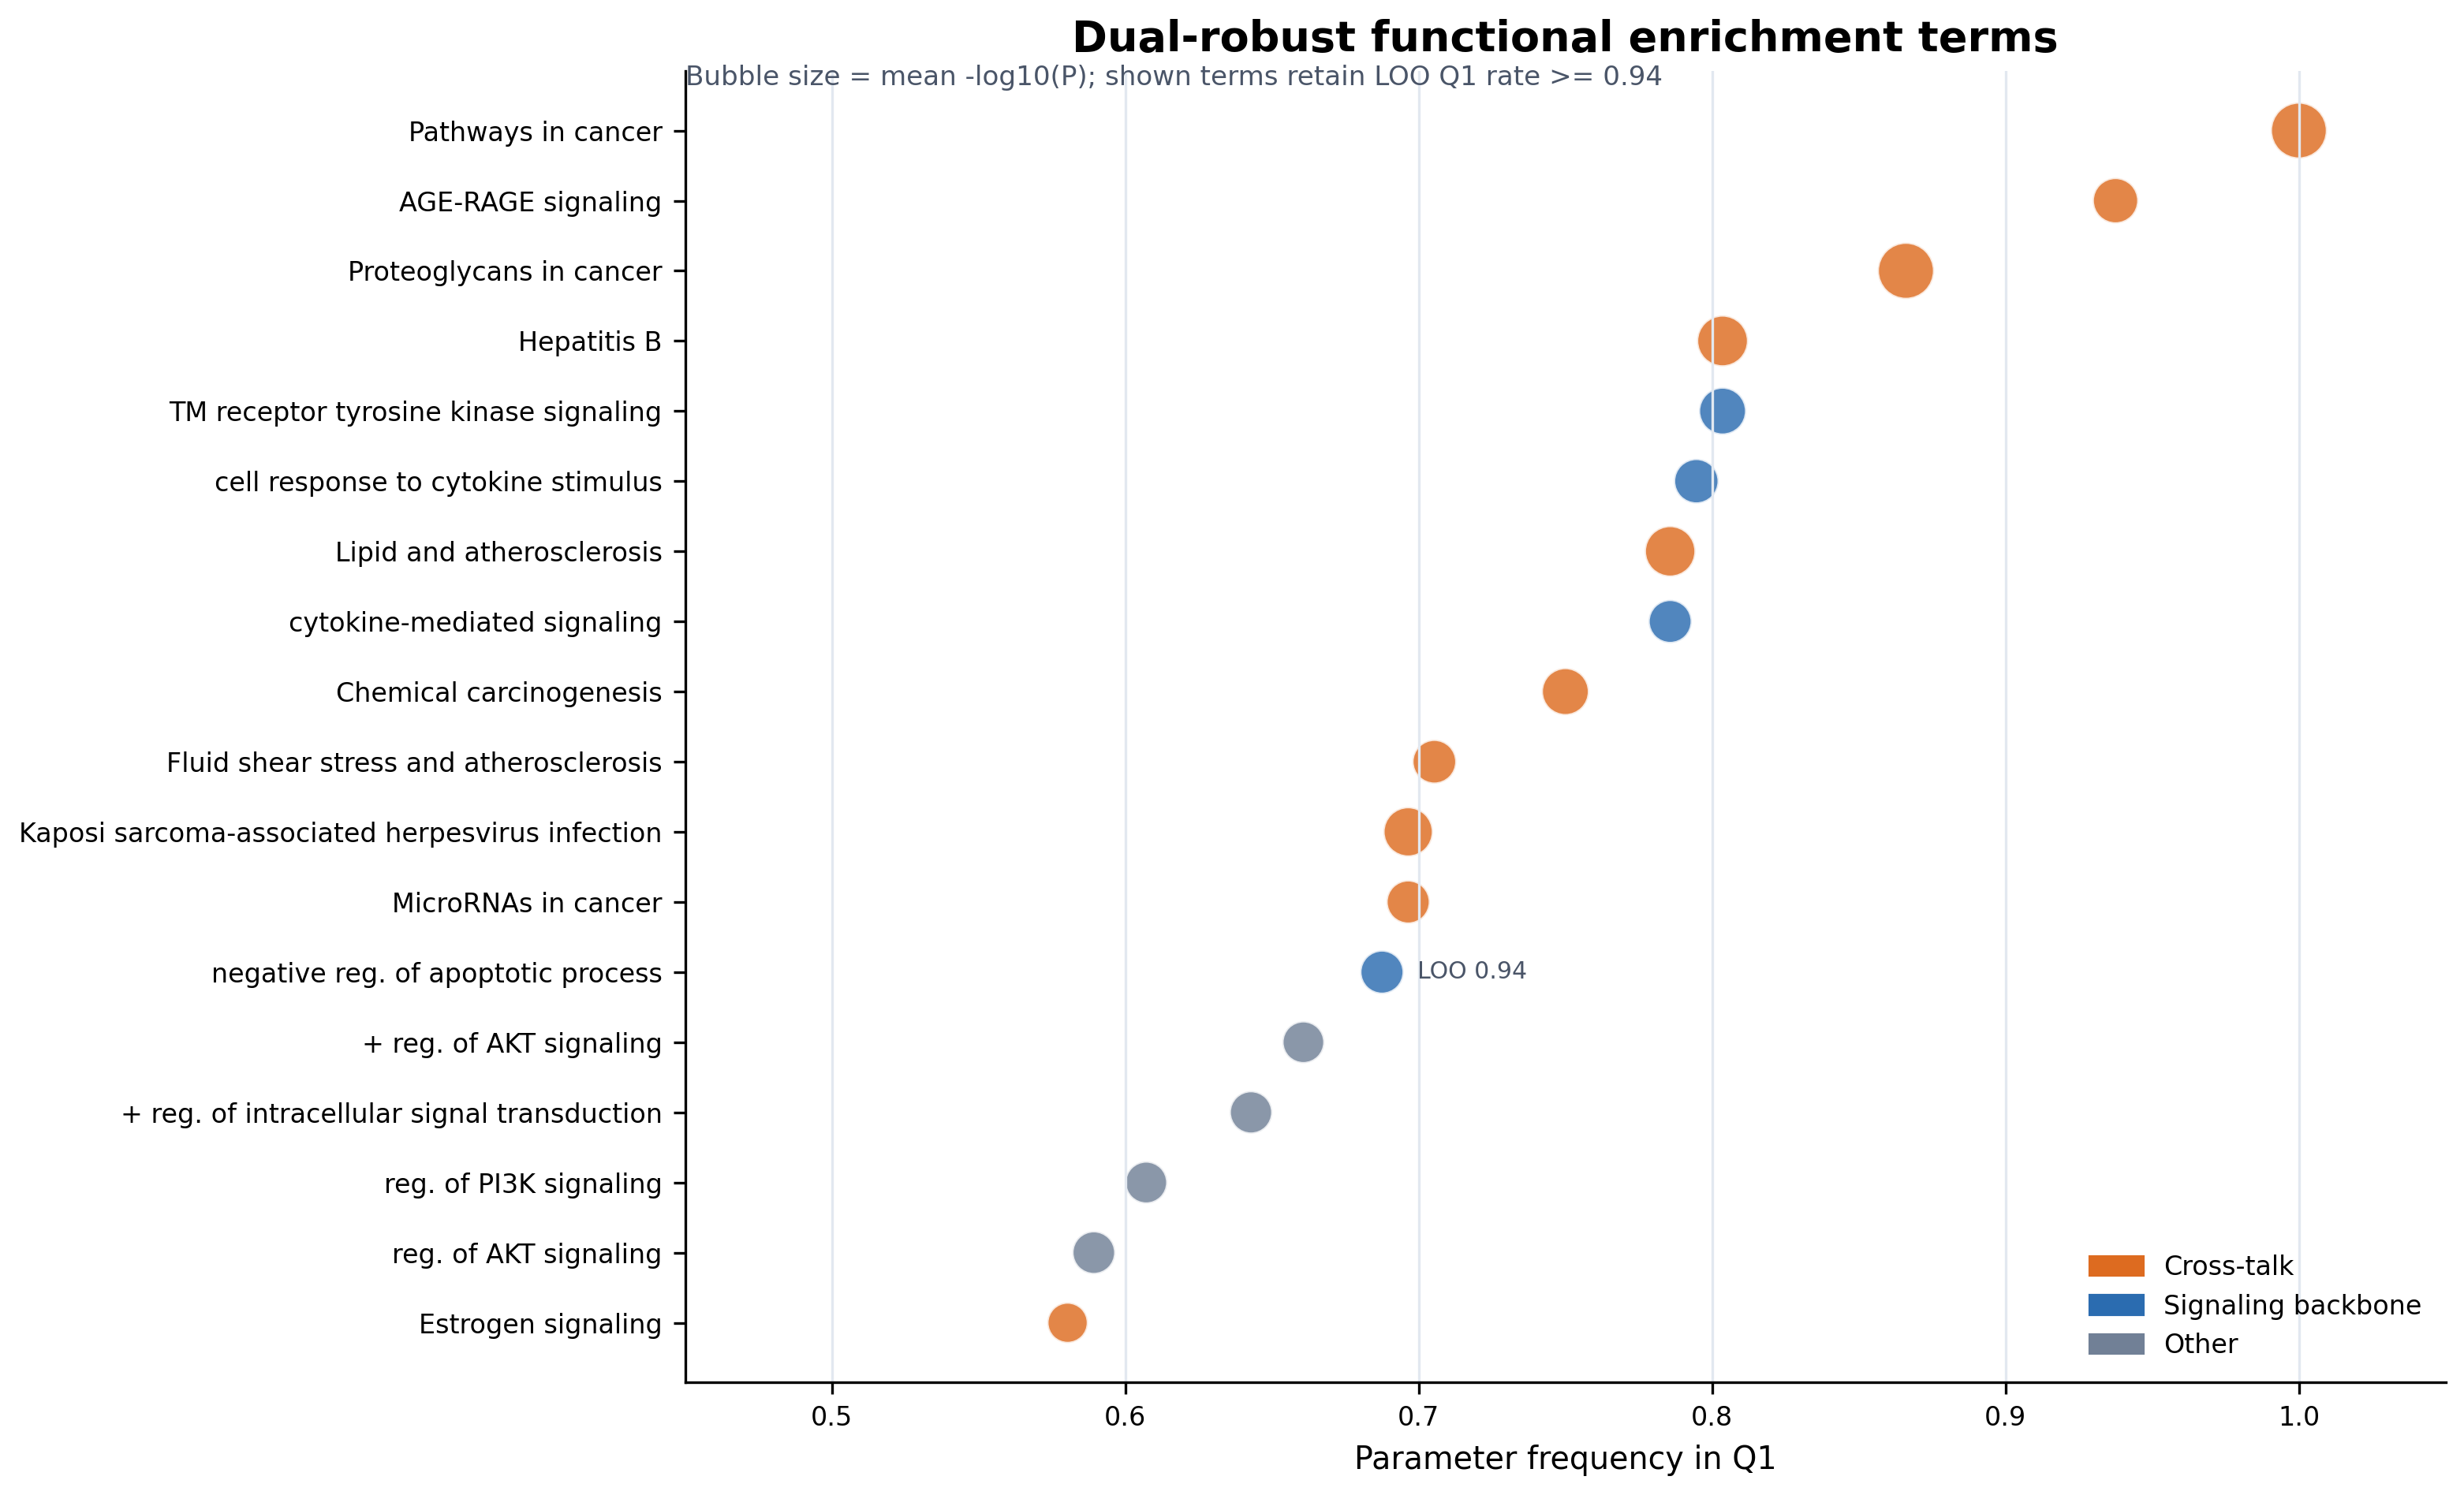 Dual-robust functional enrichment terms
Bubble size = mean -log10(P); shown terms retain LOO Q1 rate >= 0.94
Pathways in cancer
AGE-RAGE signaling
Proteoglycans in cancer
Hepatitis B
TM receptor tyrosine kinase signaling
cell response to cytokine stimulus
Lipid and atherosclerosis
cytokine-mediated signaling
Chemical carcinogenesis
Fluid shear stress and atherosclerosis
Kaposi sarcoma-associated herpesvirus infection
MicroRNAs in cancer
negative reg. of apoptotic process
LOO 0.94
+ reg. of AKT signaling
+ reg. of intracellular signal transduction
reg. of PI3K signaling
reg. of AKT signaling
Estrogen signaling
Cross-talk
Signaling backbone
Other
0.5 0.6 0.7 0.8 0.9 1.0
Parameter frequency in Q1